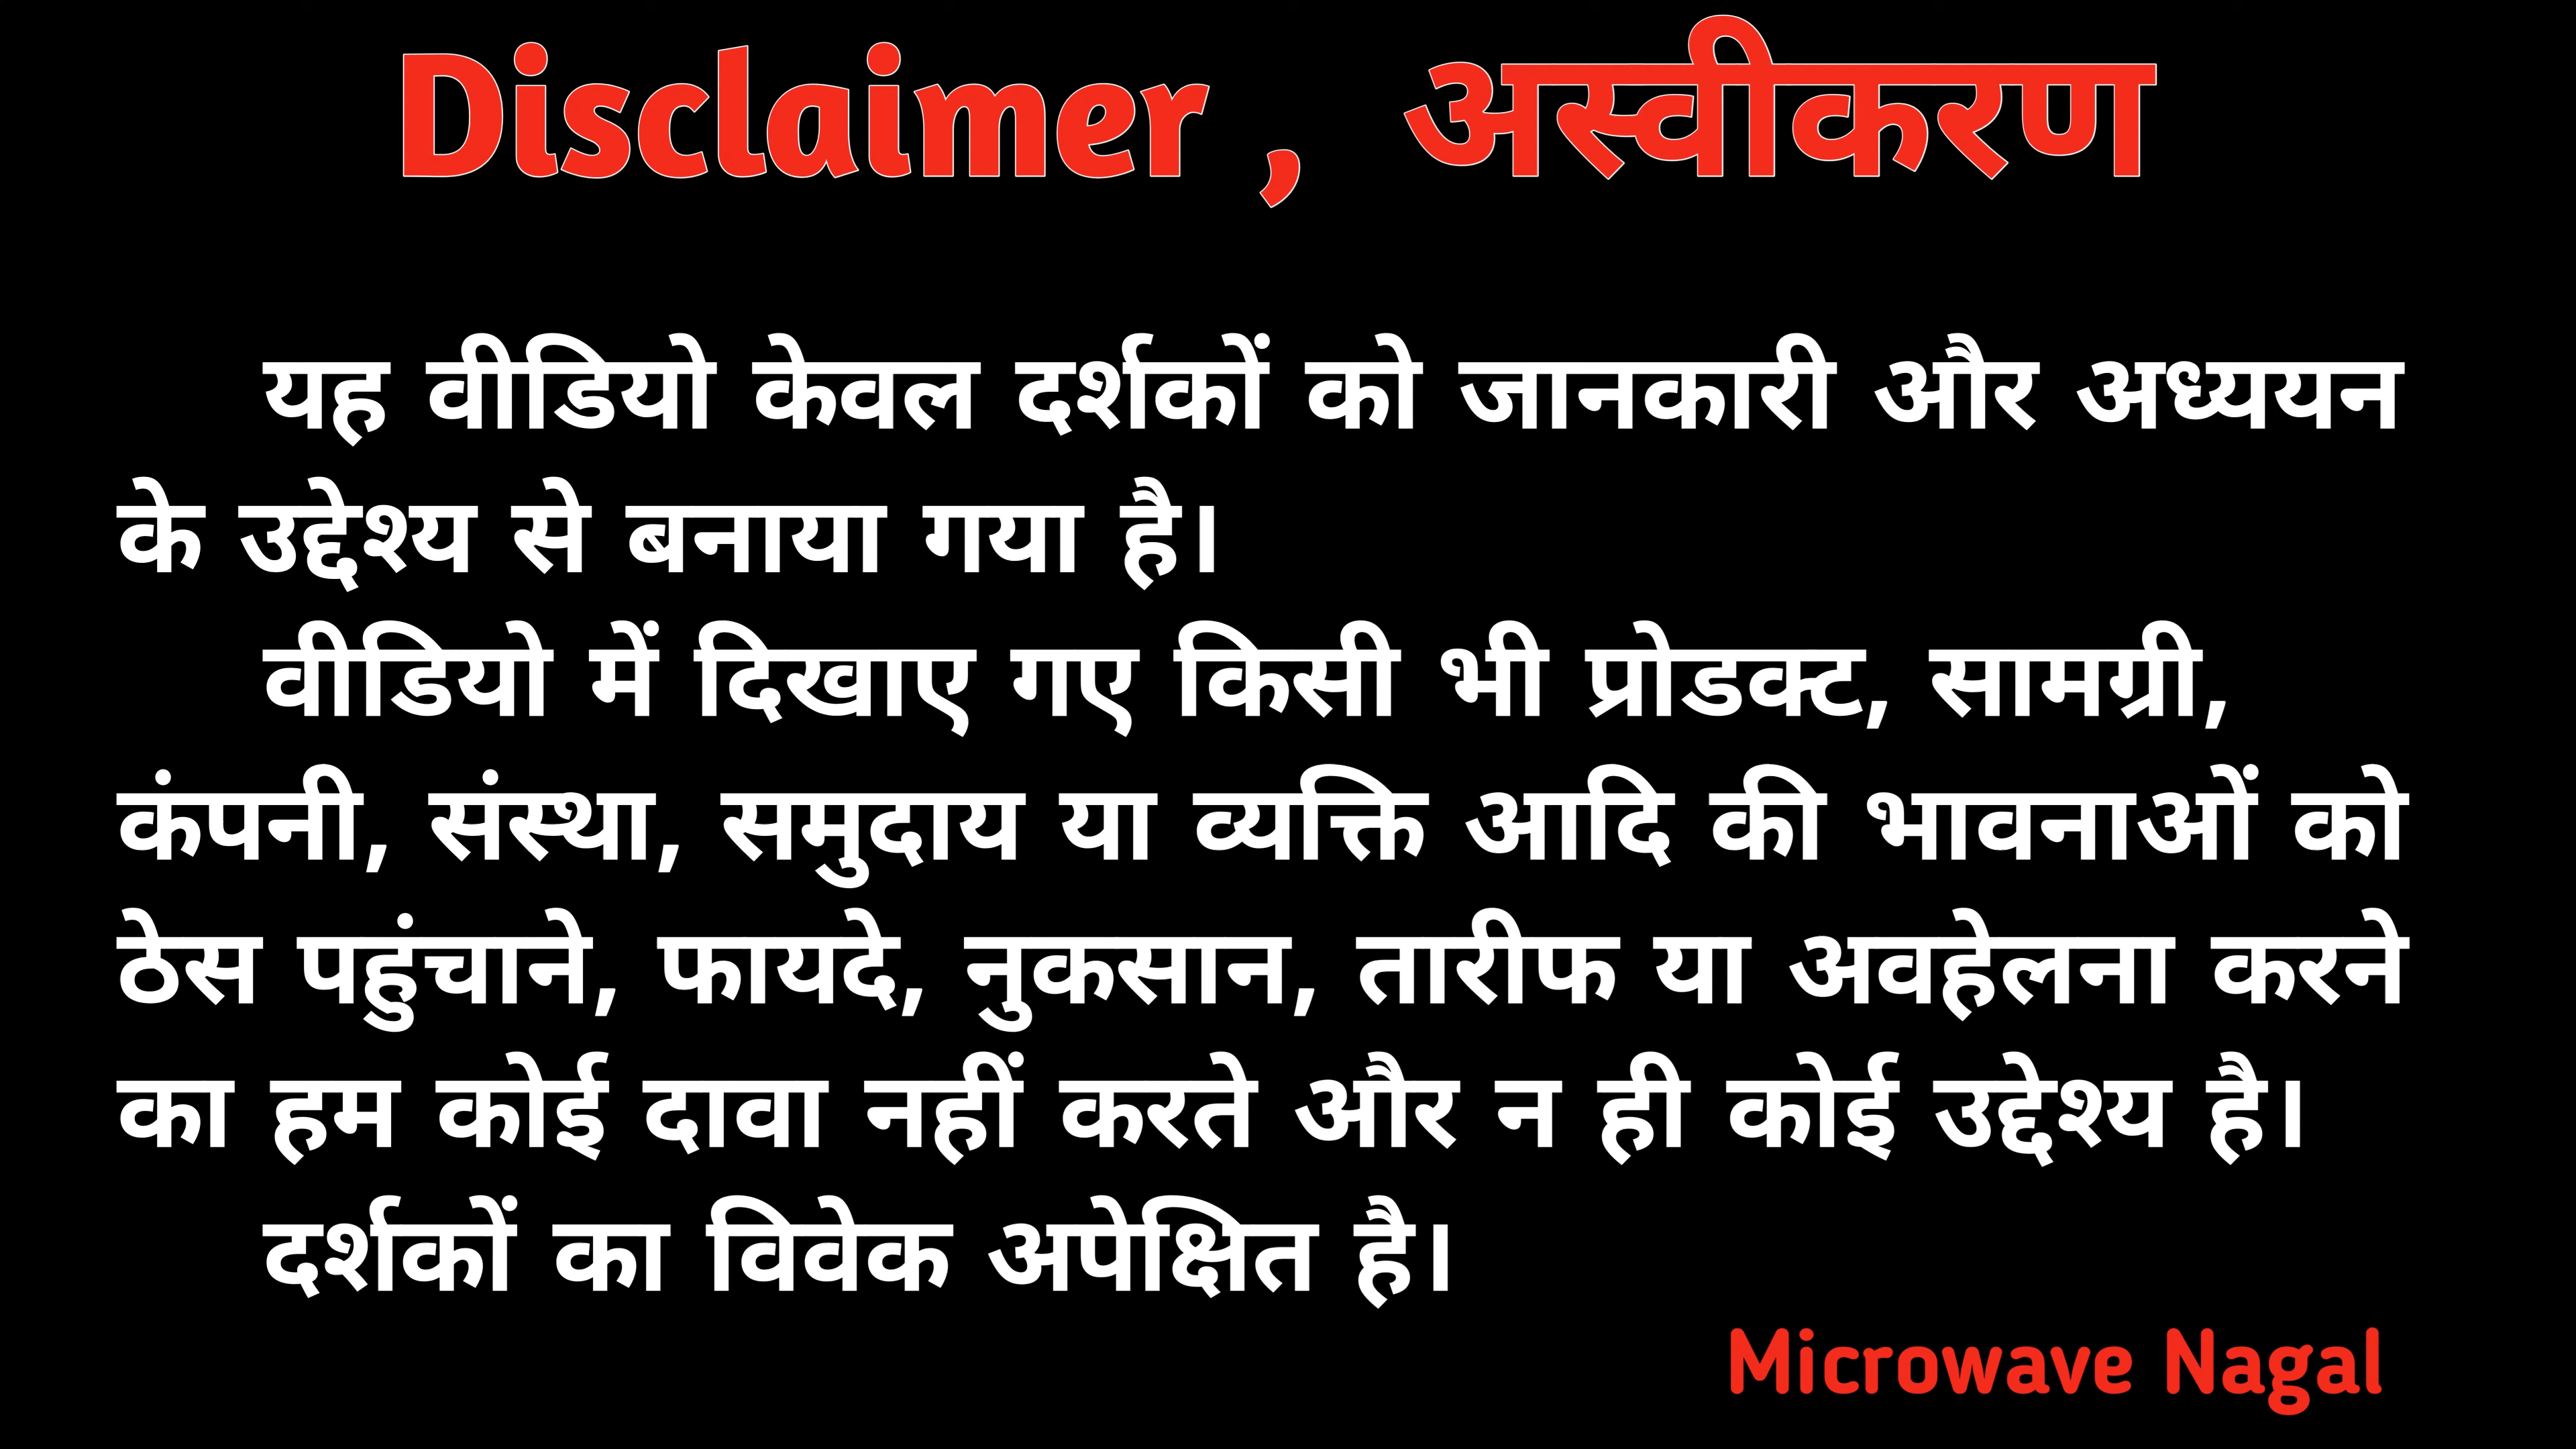 Disclaimer , अस्वीकरण
यह वीडियो केवल दर्शकों को जानकारी और अध्ययन
के उद्देश्य से बनाया गया है।
वीडियो में दिखाए गए किसी भी प्रोडक्ट, सामग्री,
कंपनी, संस्था, समुदाय या व्यक्ति आदि की भावनाओं को
ठेस पहुंचाने, फायदे, नुकसान, तारीफ या अवहेलना करने
का हम कोई दावा नहीं करते और न ही कोई उद्देश्य है।
दर्शकों का विवेक अपेक्षित है।
Microwave Nagal